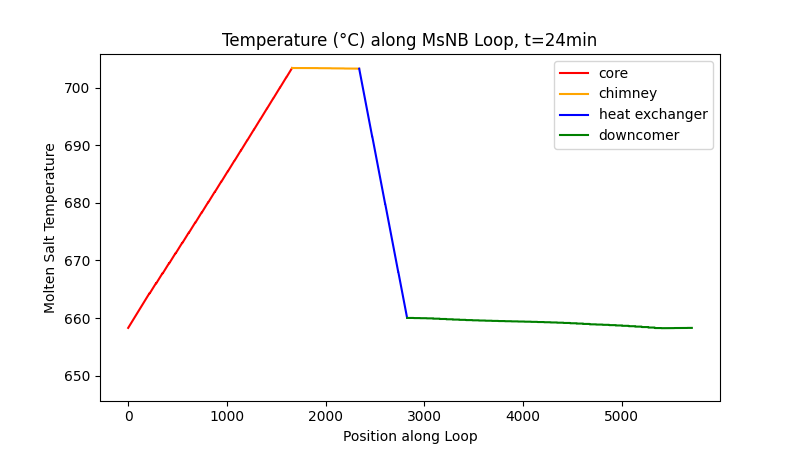 Temperature (°C) along MsNB Loop, t=24min
core
chimney
heat exchanger
downcomer
Molten Salt Temperature
700
690
680
670
660
650
0
1000
2000
3000
4000
5000
Position along Loop